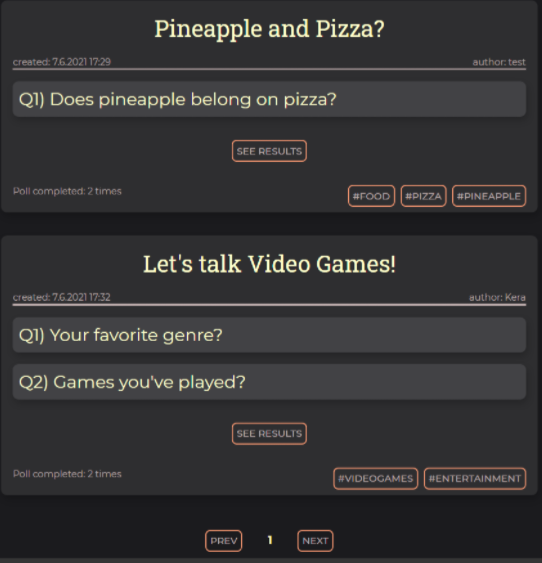 Pineapple and Pizza?
created: 7.6.2021 17:29 author: test
Q1) Does pineapple belong on pizza?
SEE RESULTS
Poll completed: 2 times #FOOD #PIZZA #PINEAPPLE
Let's talk Video Games!
created: 7.6.2021 17:32 author: Kera
Q1) Your favorite genre?
Q2) Games you've played?
SEE RESULTS
Poll completed: 2 times #VIDEOGAMES #ENTERTAINMENT
PREV 1 NEXT